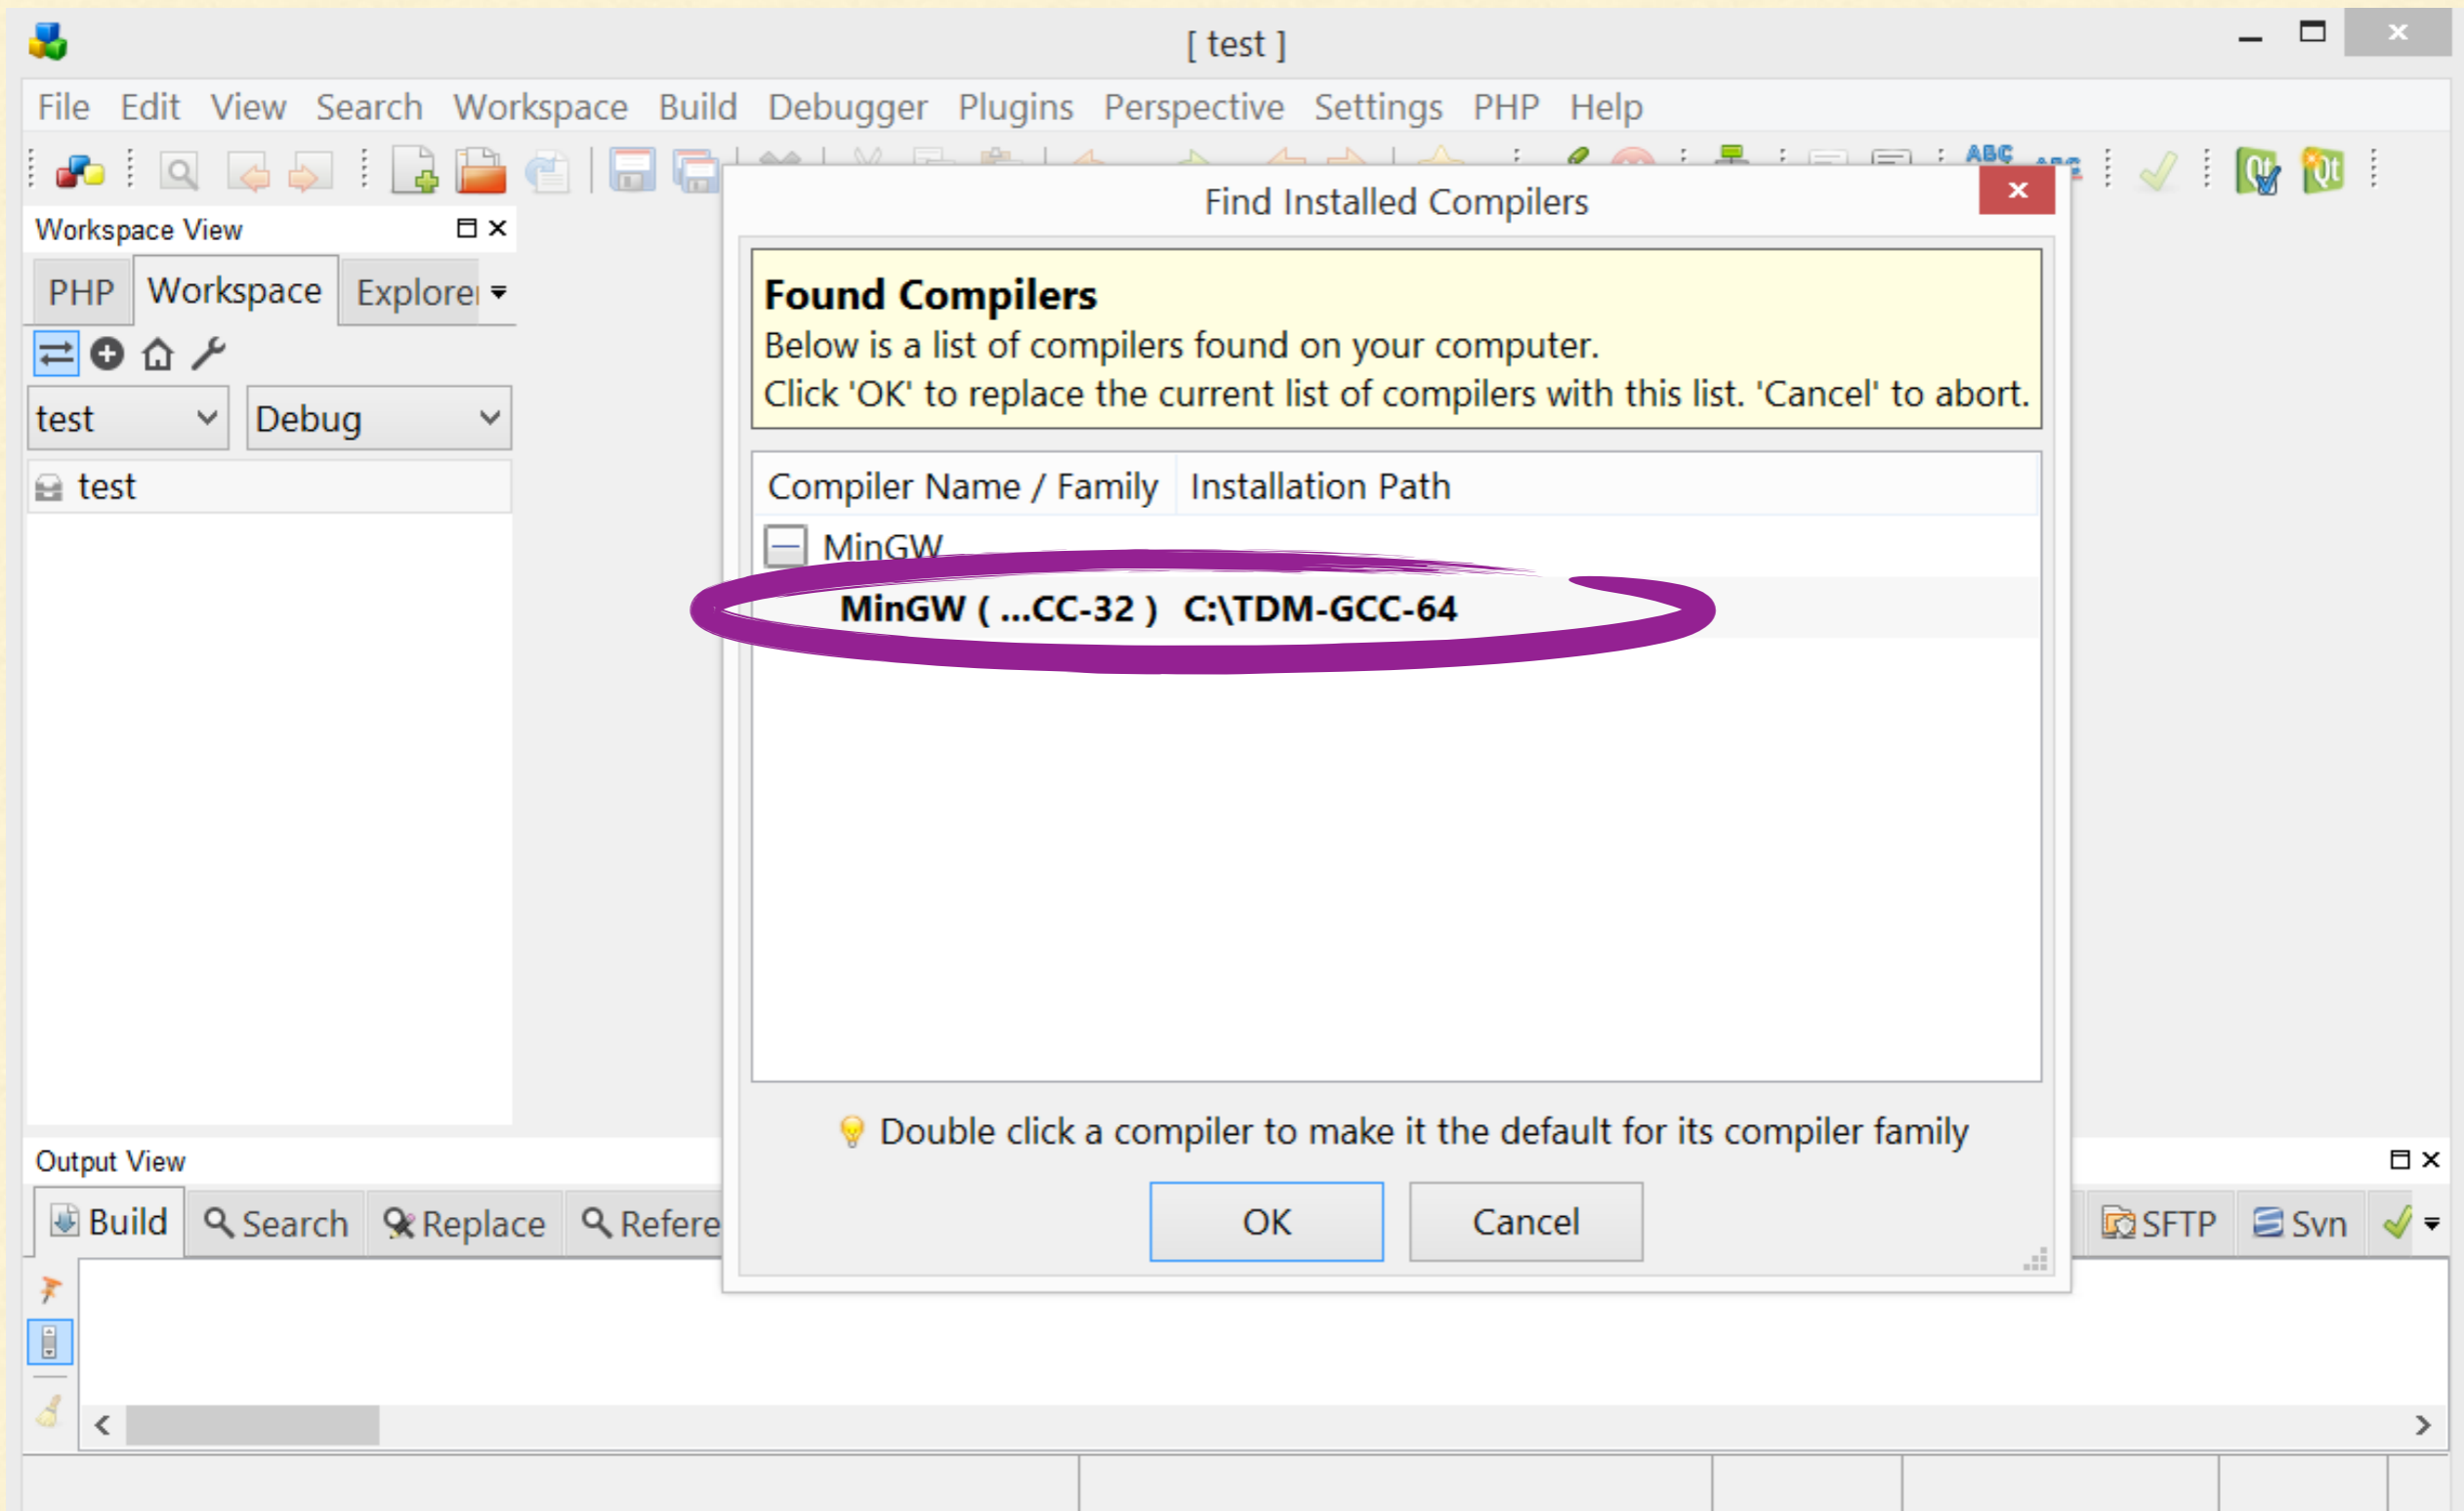 [ test ]
File Edit View Search Workspace Build Debugger Plugins Perspective Settings PHP Help
ABC
Qt Qt
Workspace View
PHP Workspace
test Debug
test
Find Installed Compilers
Found Compilers
Below is a list of compilers found on your computer.
Click 'OK' to replace the current list of compilers with this list. 'Cancel' to abort.
Compiler Name / Family Installation Path
MinGW
MinGW ( ...CC-32 ) C:\TDM-GCC-64
Double click a compiler to make it the default for its compiler family
OK Cancel
Output View
Build Search Replace Refere SFTP Svn